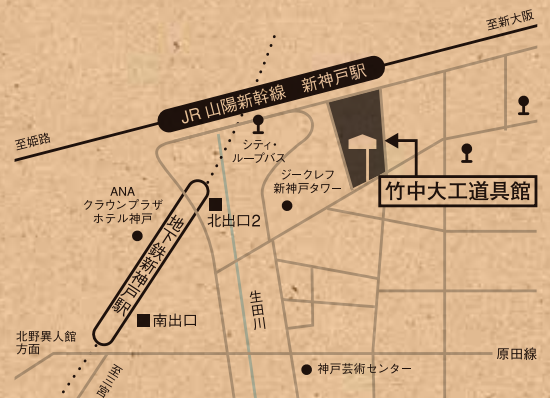 至新大阪
JR 山陽新幹線　新神戸駅
至姫路
シティ・
ループバス
ジークレフ
新神戸タワー
竹中大工道具館
ANA
クラウンプラザ
ホテル神戸
北出口2
地下鉄新神戸駅
生田川
南出口
北野異人館
方面
原田線
至三宮
神戸芸術センター